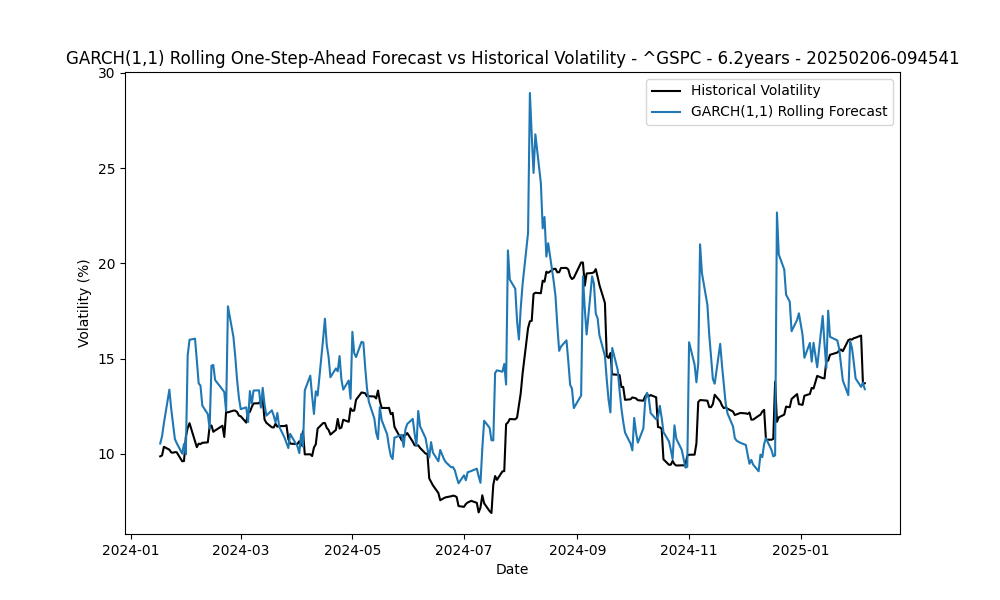 GARCH(1,1) Rolling One-Step-Ahead Forecast vs Historical Volatility - ^GSPC - 6.2years - 20250206-094541
Historical Volatility
GARCH(1,1) Rolling Forecast
Volatility (%)
30
25
20
15
10
2024-01
2024-03
2024-05
2024-07
2024-09
2024-11
2025-01
Date